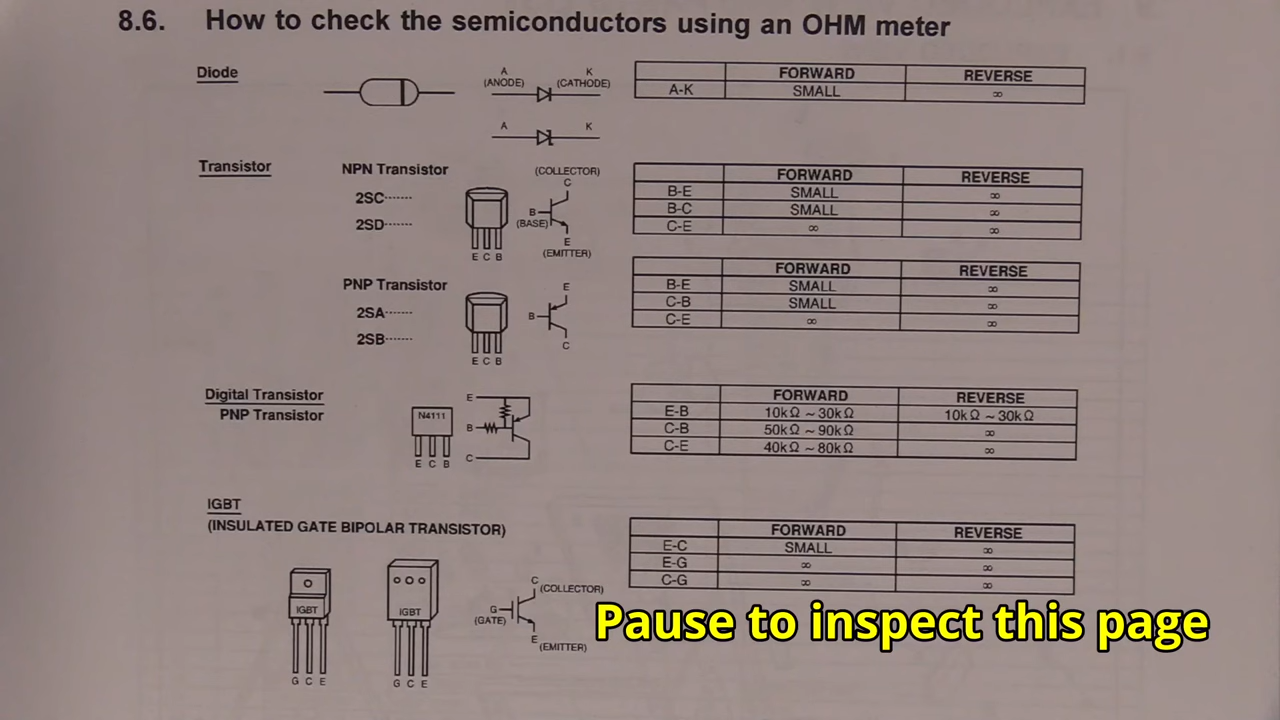 8.6. How to check the semiconductors using an OHM meter
Diode
A K
(ANODE) (CATHODE)
A K
FORWARD REVERSE
A-K SMALL ∞
Transistor
NPN Transistor
2SC·······
2SD·······
E C B
(COLLECTOR)
C
B
(BASE)
E
(EMITTER)
FORWARD REVERSE
B-E SMALL ∞
B-C SMALL ∞
C-E ∞ ∞
PNP Transistor
2SA·······
2SB·······
E C B
E
B
C
FORWARD REVERSE
B-E SMALL ∞
C-B SMALL ∞
C-E ∞ ∞
Digital Transistor
PNP Transistor
N4111
E C B
E
B
C
FORWARD REVERSE
E-B 10kΩ ~ 30kΩ 10kΩ ~ 30kΩ
C-B 50kΩ ~ 90kΩ ∞
C-E 40kΩ ~ 80kΩ ∞
IGBT
(INSULATED GATE BIPOLAR TRANSISTOR)
IGBT
G C E
IGBT
G C E
C
(COLLECTOR)
G
(GATE)
E
(EMITTER)
FORWARD REVERSE
E-C SMALL ∞
E-G ∞ ∞
C-G ∞ ∞
Pause to inspect this page